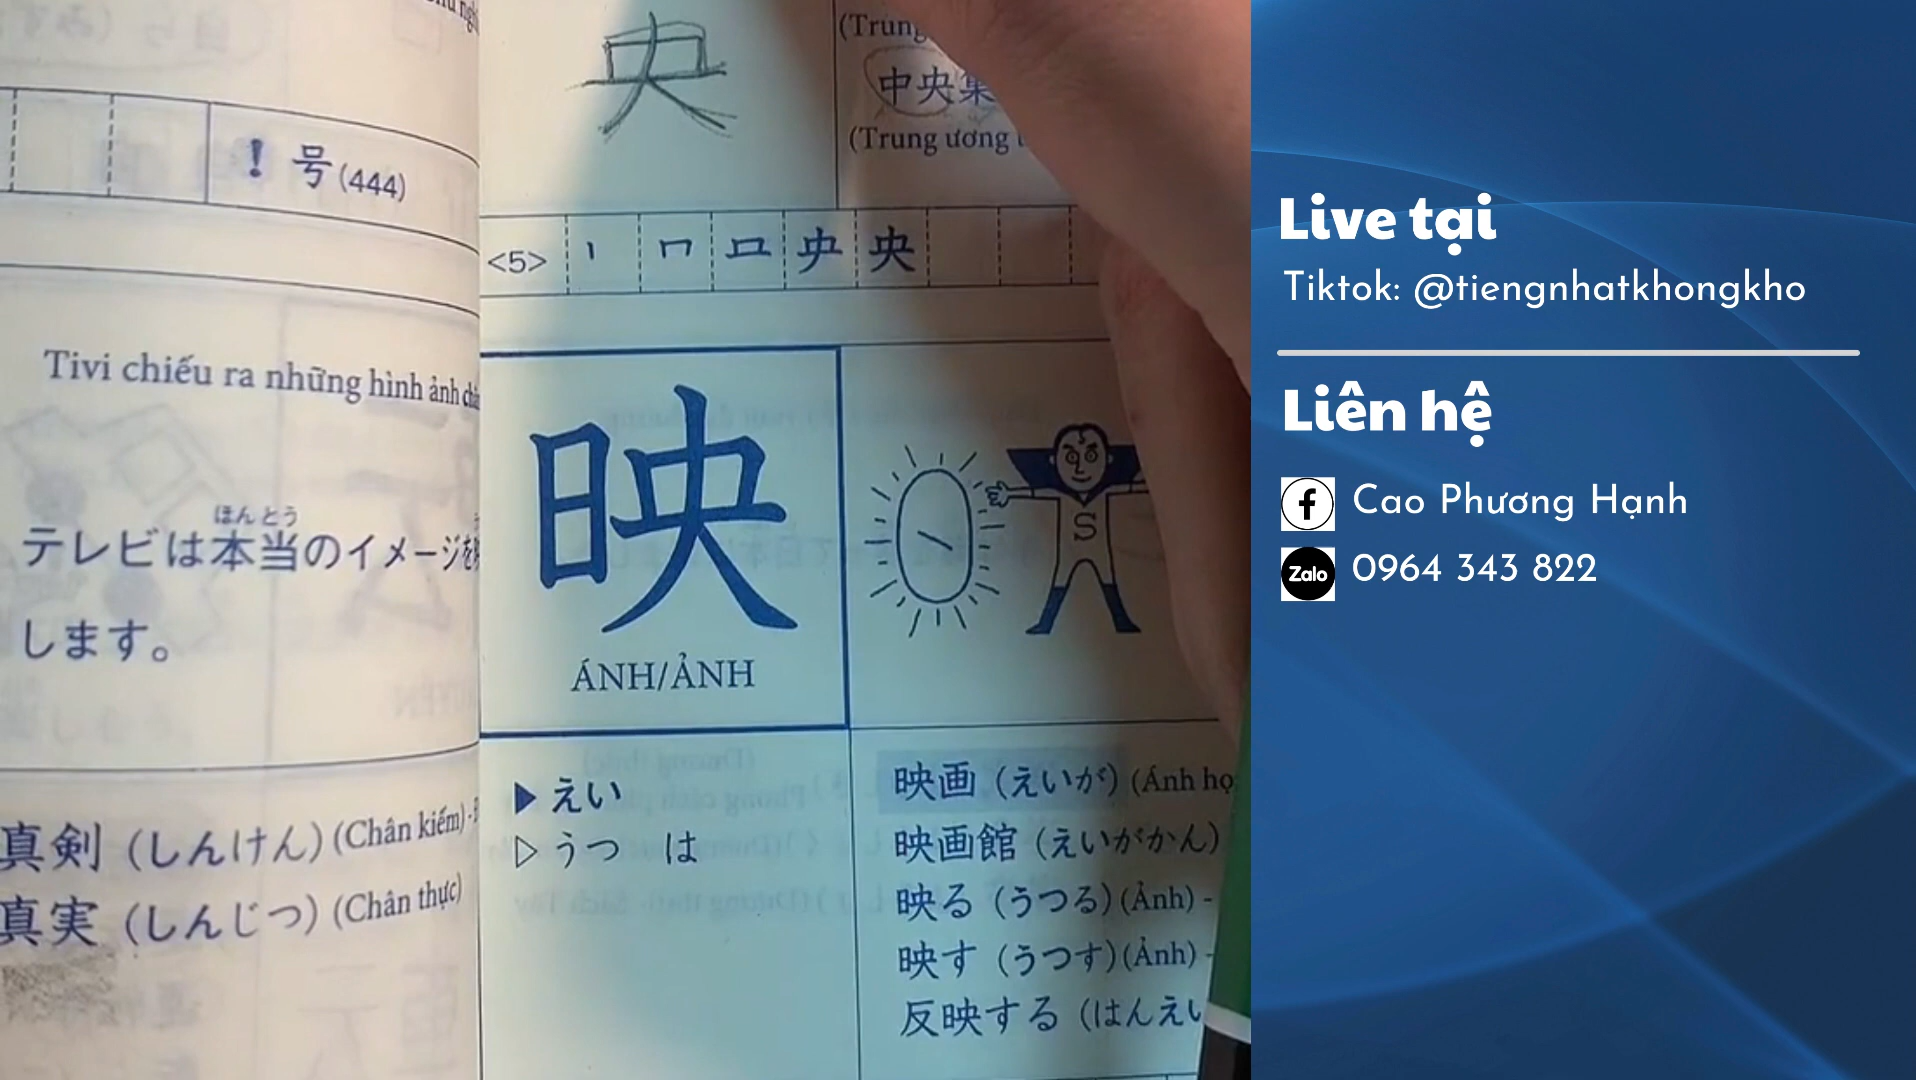 ! 号(444)
Tivi chiếu ra những hình ảnh
ほんとう
テレビは本当のイメージを
します。
真剣 (しんけん) (Chân kiếm) -
真実 (しんじつ) (Chân thực)
央
(Trung
中央集
(Trung ương
<5> 丨 央 央
映
ÁNH/ẢNH
S
▶ えい
▷ うつ は
映画 (えいが) (Ánh họ
映画館 (えいがかん)
映る (うつる) (Ảnh) -
映す (うつす) (Ảnh) -
反映する (はんえい
Live tại
Tiktok: @tiengnhatkhongkho
Liên hệ
f Cao Phương Hạnh
Zalo 0964 343 822